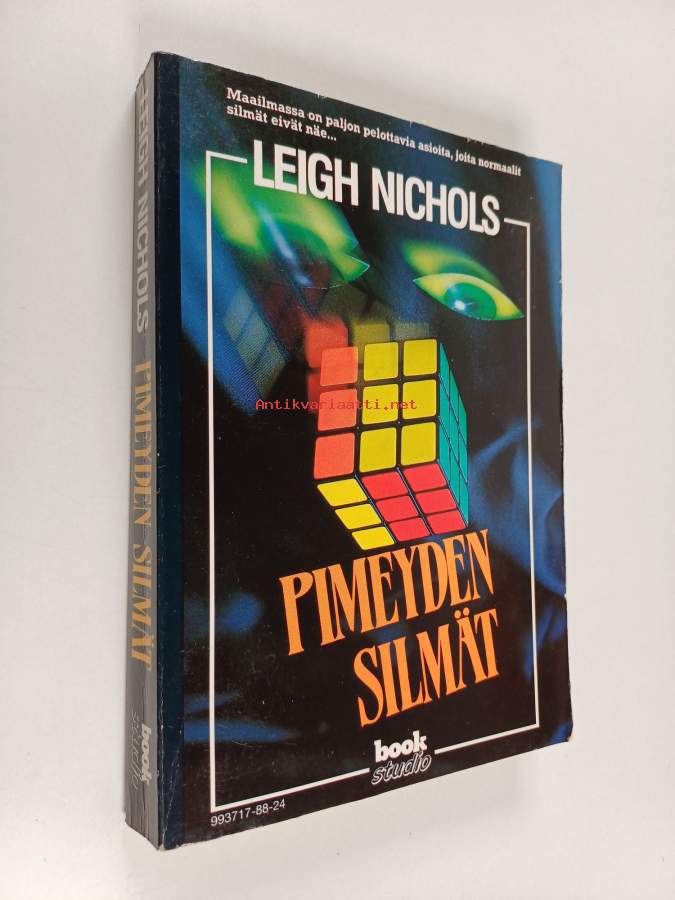 Maailmassa on paljon pelottavia asioita, joita normaalit
silmät eivät näe...
LEIGH NICHOLS
Antikvariaatti.net
PIMEYDEN
SILMÄT
book
studio
993717-88-24
LEIGH NICHOLS PIMEYDEN SILMÄT book
studio